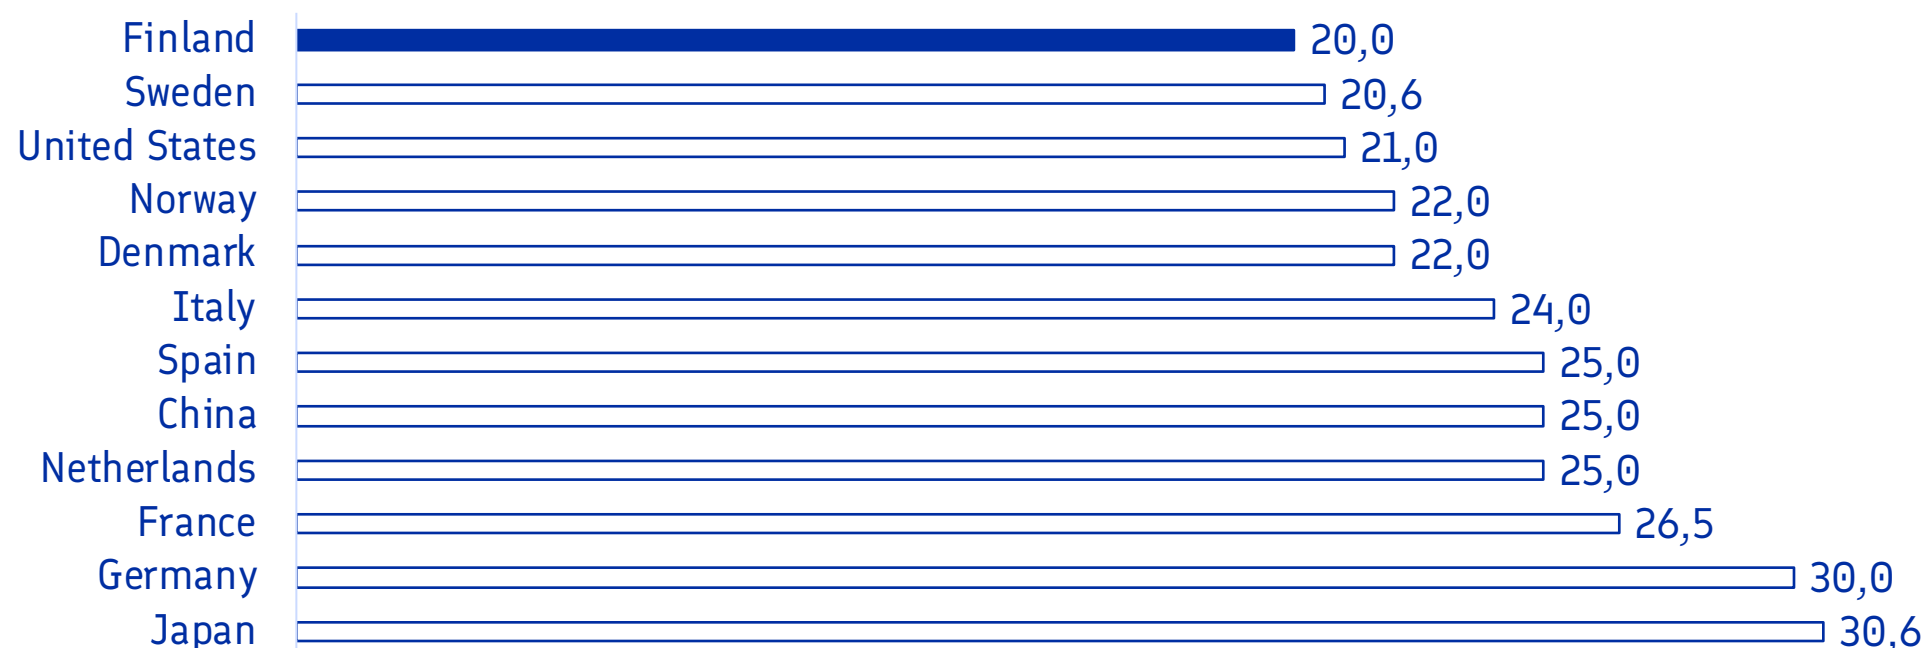 Finland 20,0
Sweden 20,6
United States 21,0
Norway 22,0
Denmark 22,0
Italy 24,0
Spain 25,0
China 25,0
Netherlands 25,0
France 26,5
Germany 30,0
Japan 30,6